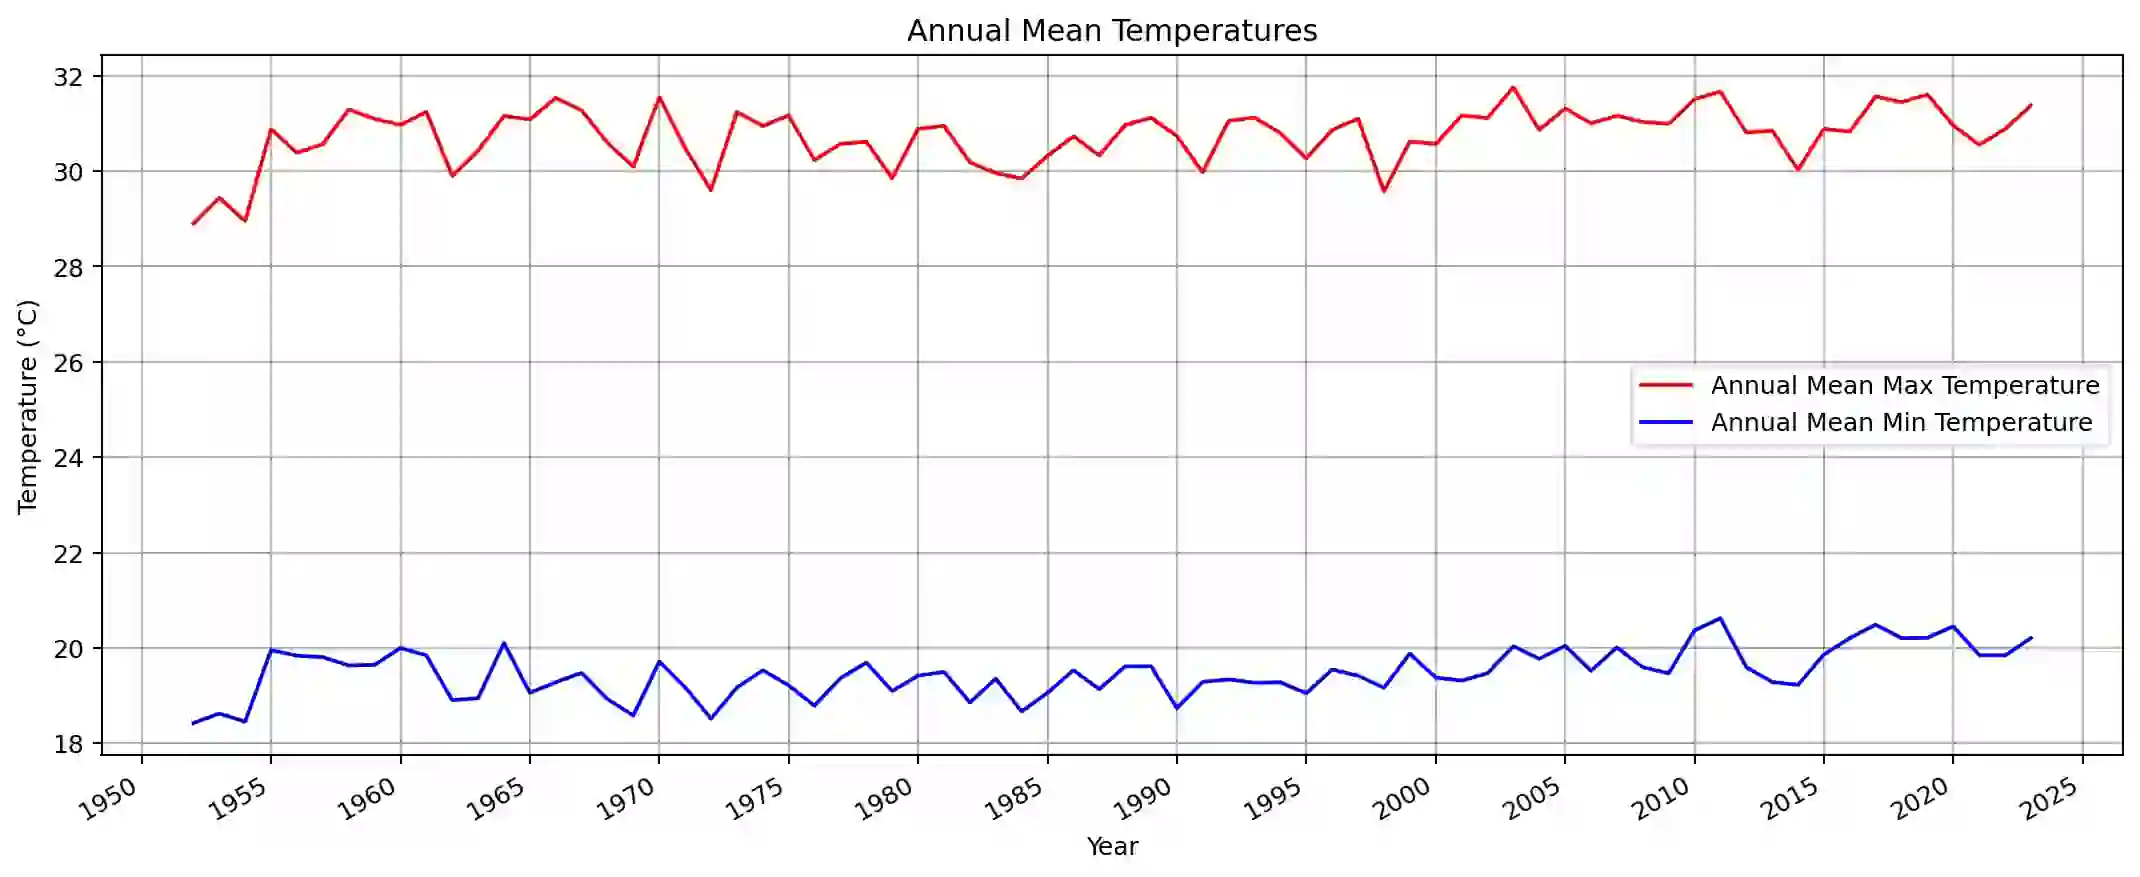 Annual Mean Temperatures
32
30
28
26
24
22
20
18
Temperature (°C)
Annual Mean Max Temperature
Annual Mean Min Temperature
1950 1955 1960 1965 1970 1975 1980 1985 1990 1995 2000 2005 2010 2015 2020 2025
Year